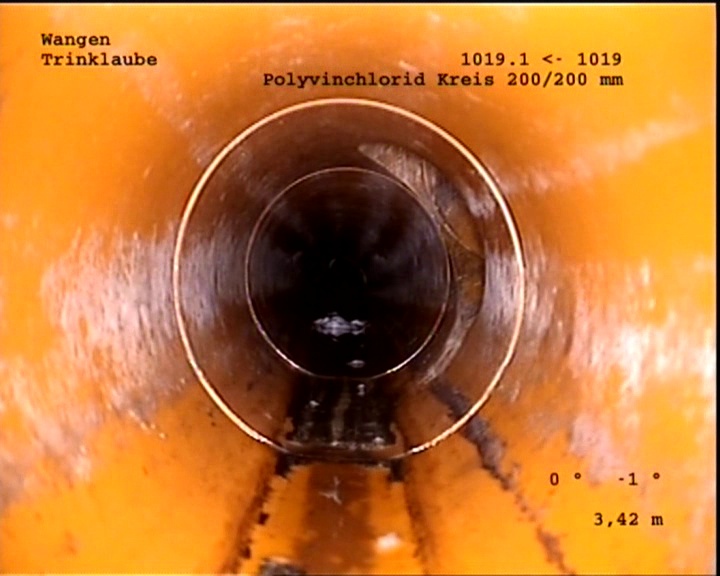 Wangen
Trinklaube
1019.1 <- 1019
Polyvinchlorid Kreis 200/200 mm
0 ° -1 °
3,42 m